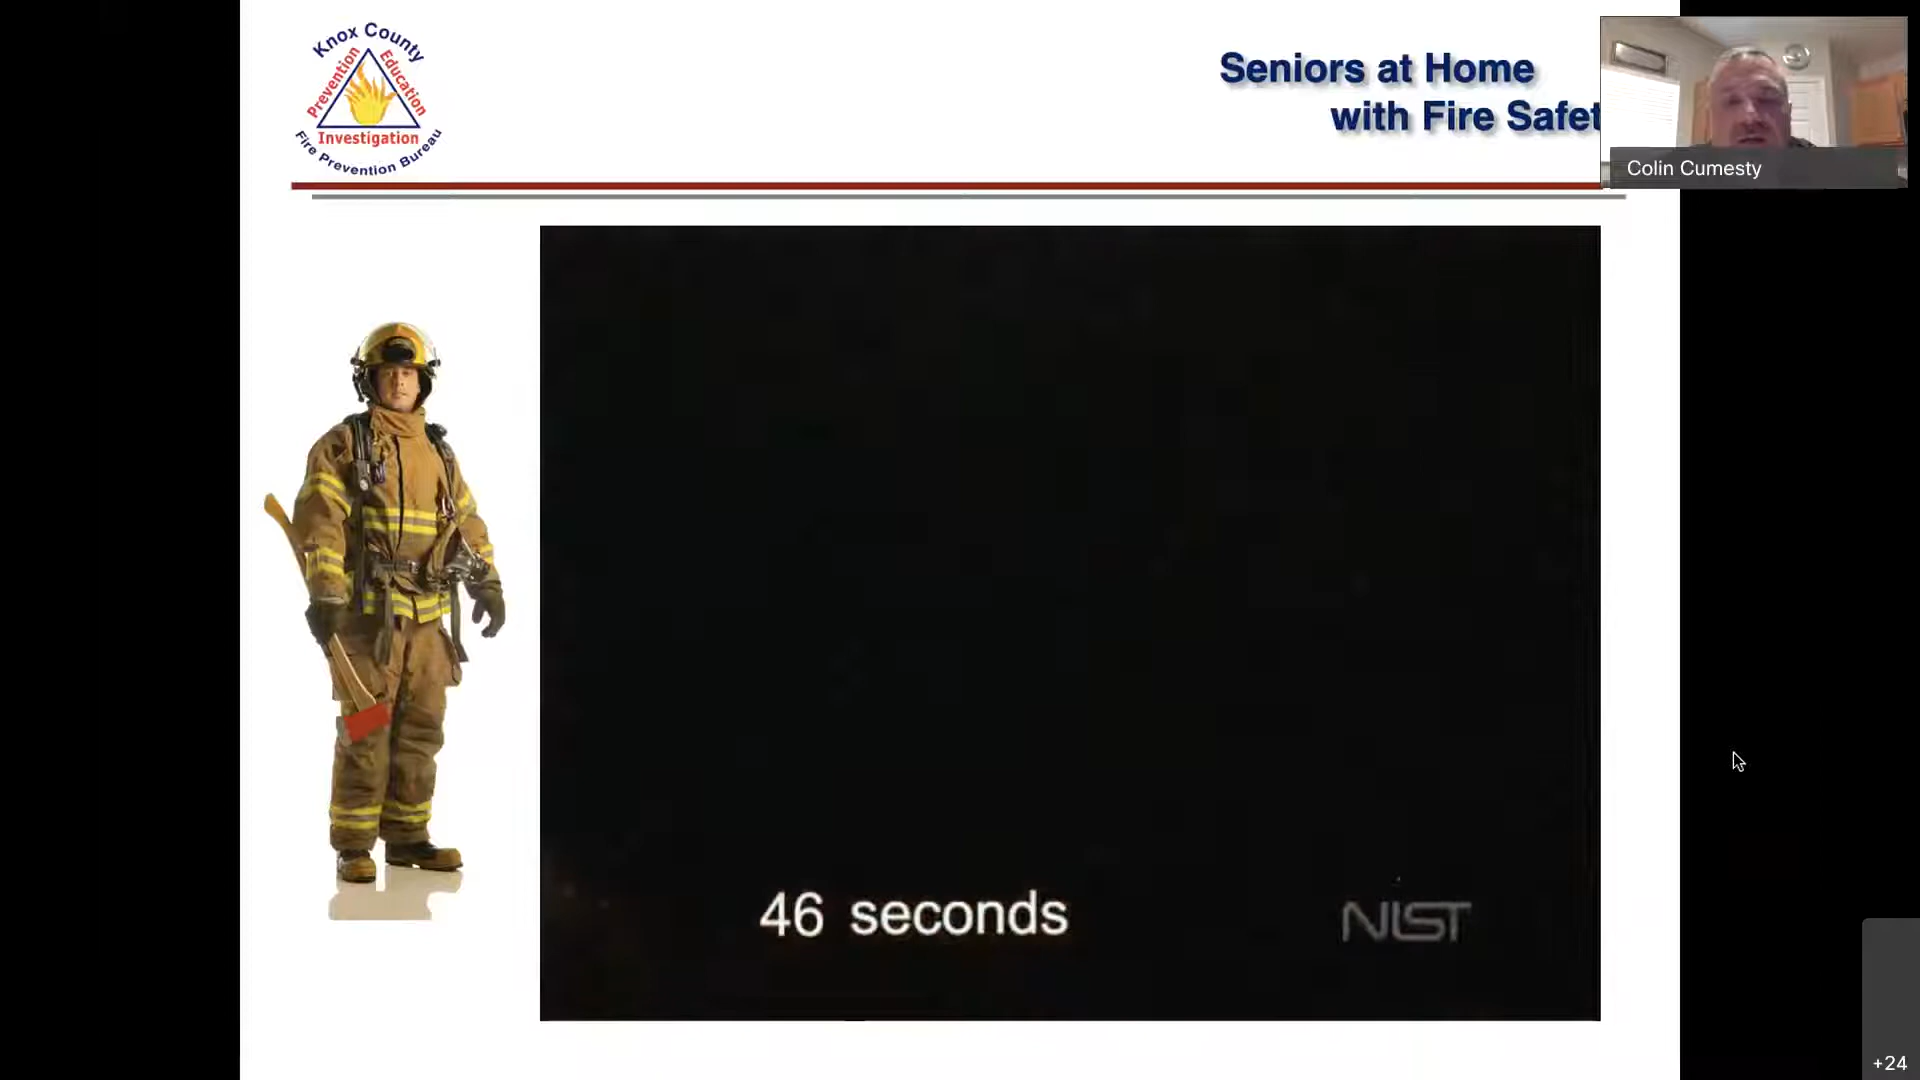 Knox County
Prevention
Education
Investigation
Fire Prevention Bureau
Seniors at Home
with Fire Safet
Colin Cumesty
46 seconds
NIST
+24